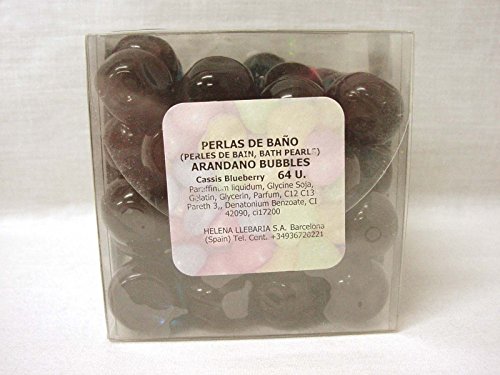 PERLAS DE BAÑO
(PERLES DE BAIN, BATH PEARLS)
ARANDANO BUBBLES
Cassis Blueberry 64 U.
Paraffinum liquidum, Glycine Soja,
Gelatin, Glycerin, Parfum, C12 C13
Pareth 3,, Denatonium Benzoate, CI
42090, ci17200
HELENA LLEBARIA S.A. Barcelona
(Spain) Tel. Cont. +34936720221